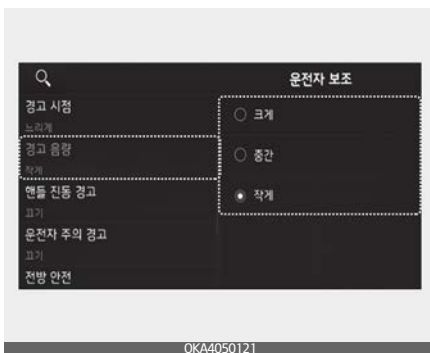 운전자 보조
경고 시점
느리게
경고 음량
작게
핸들 진동 경고
끄기
운전자 주의 경고
끄기
전방 안전
크게
중간
작게
OKA4050121